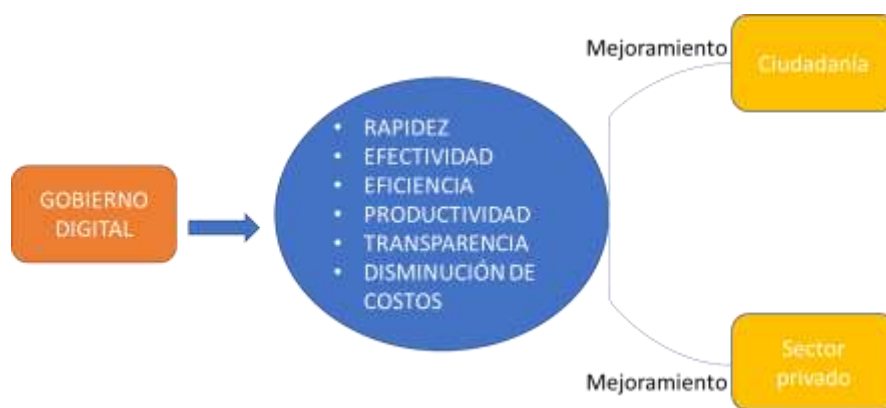 GOBIERNO
DIGITAL
• RAPIDEZ
• EFECTIVIDAD
• EFICIENCIA
• PRODUCTIVIDAD
• TRANSPARENCIA
• DISMINUCIÓN DE
COSTOS
Mejoramiento
Ciudadanía
Mejoramiento
Sector
privado